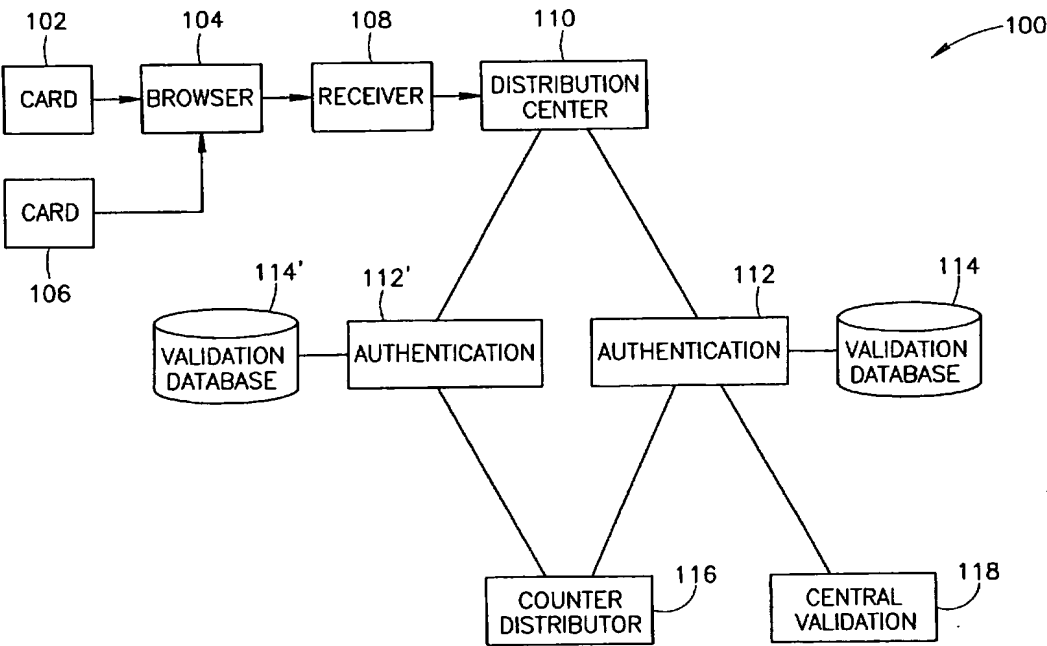 102
104
108
110
100
CARD
BROWSER
RECEIVER
DISTRIBUTION
CENTER
CARD
106
114'
112'
112
114
VALIDATION
DATABASE
AUTHENTICATION
AUTHENTICATION
VALIDATION
DATABASE
COUNTER
DISTRIBUTOR
116
CENTRAL
VALIDATION
118